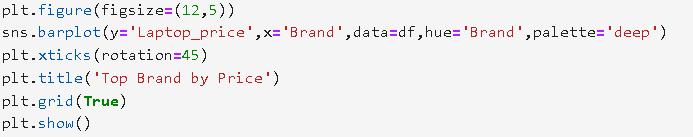 plt.figure(figsize=(12,5))
sns.barplot(y='Laptop_price',x='Brand',data=df,hue='Brand',palette='deep')
plt.xticks(rotation=45)
plt.title('Top Brand by Price')
plt.grid(True)
plt.show()